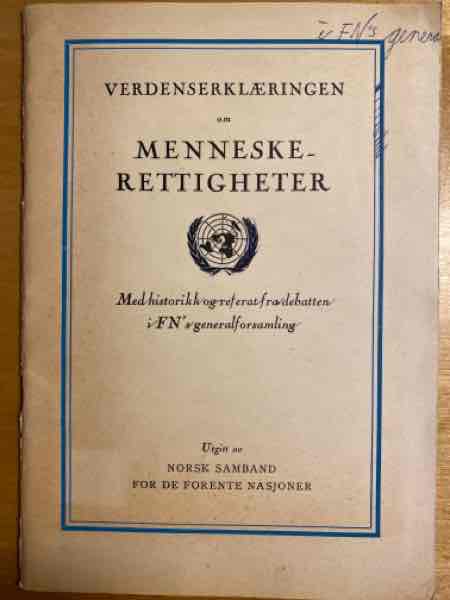 i FN's genera
VERDENSERKLÆRINGEN
om
MENNESKE-
RETTIGHETER
Med historikk og referat fra debatten
i FN's generalforsamling
Utgitt av
NORSK SAMBAND
FOR DE FORENTE NASJONER